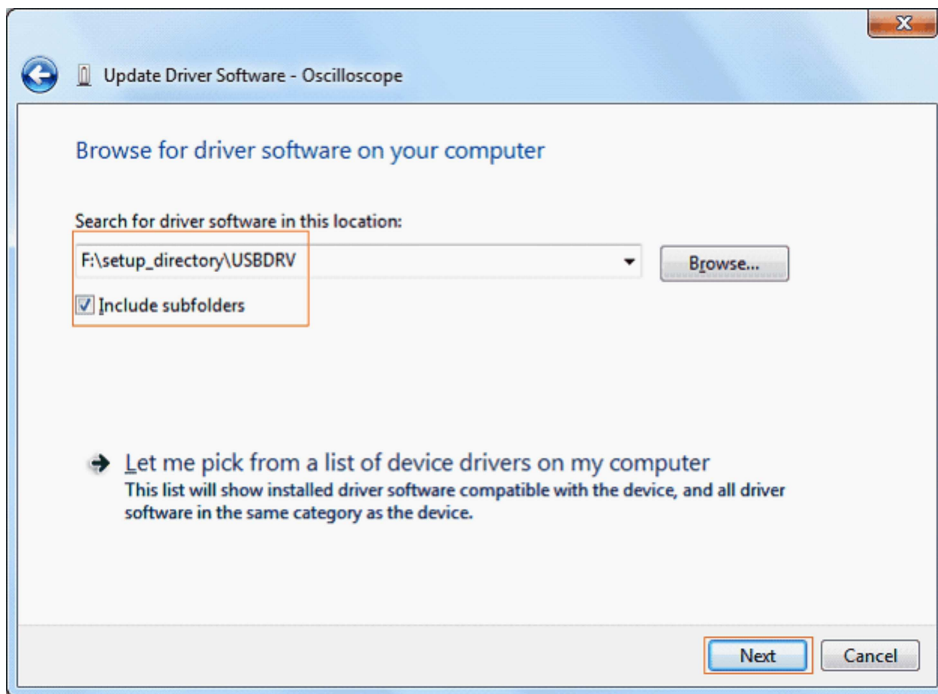 Update Driver Software - Oscilloscope
Browse for driver software on your computer
Search for driver software in this location:
F:\setup_directory\USBDRV
Browse...
Include subfolders
Let me pick from a list of device drivers on my computer
This list will show installed driver software compatible with the device, and all driver
software in the same category as the device.
Next
Cancel